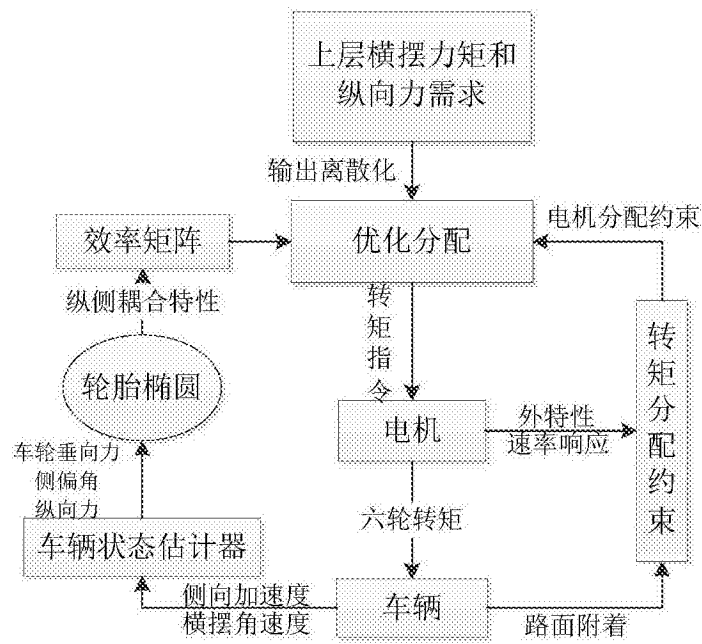 上层横摆力矩和
纵向力需求
输出离散化
电机分配约束
效率矩阵
优化分配
纵侧耦合特性
转矩指令
轮胎椭圆
转矩分配约束
电机
外特性
速率响应
车轮垂向力
侧偏角
纵向力
六轮转矩
车辆状态估计器
侧向加速度
横摆角速度
车辆
路面附着